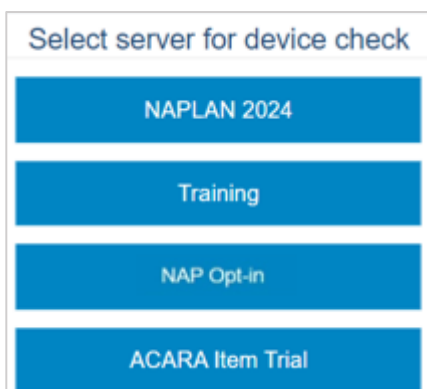 Select server for device check
NAPLAN 2024
Training
NAP Opt-in
ACARA Item Trial